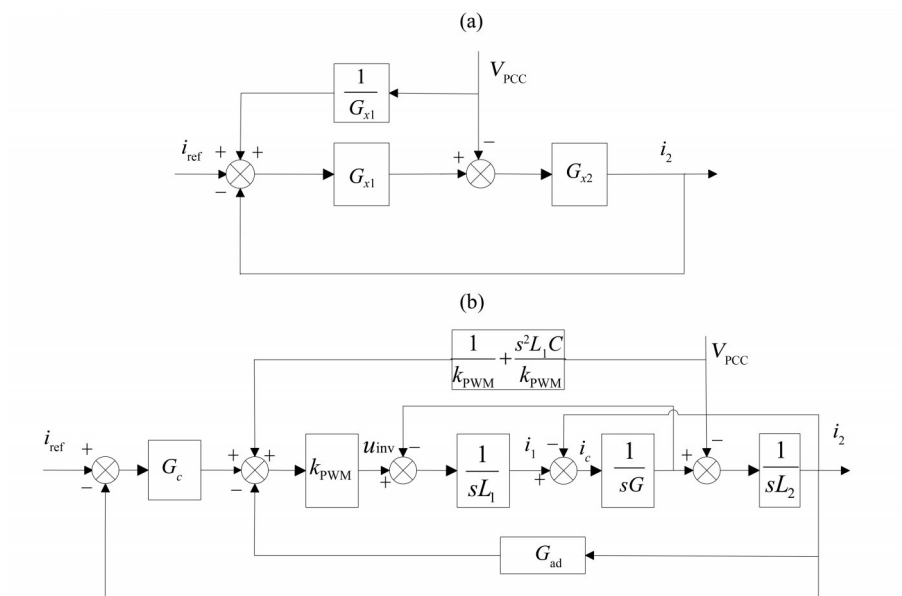 (a)
V_PCC
1/G_x1
i_ref + + − G_x1 + − G_x2 i_2
(b)
1/k_PWM + s²L_1C/k_PWM
V_PCC
i_ref + − G_c + + − k_PWM u_inv − + 1/sL_1 i_1 − + i_c 1/sG + − 1/sL_2 i_2
G_ad